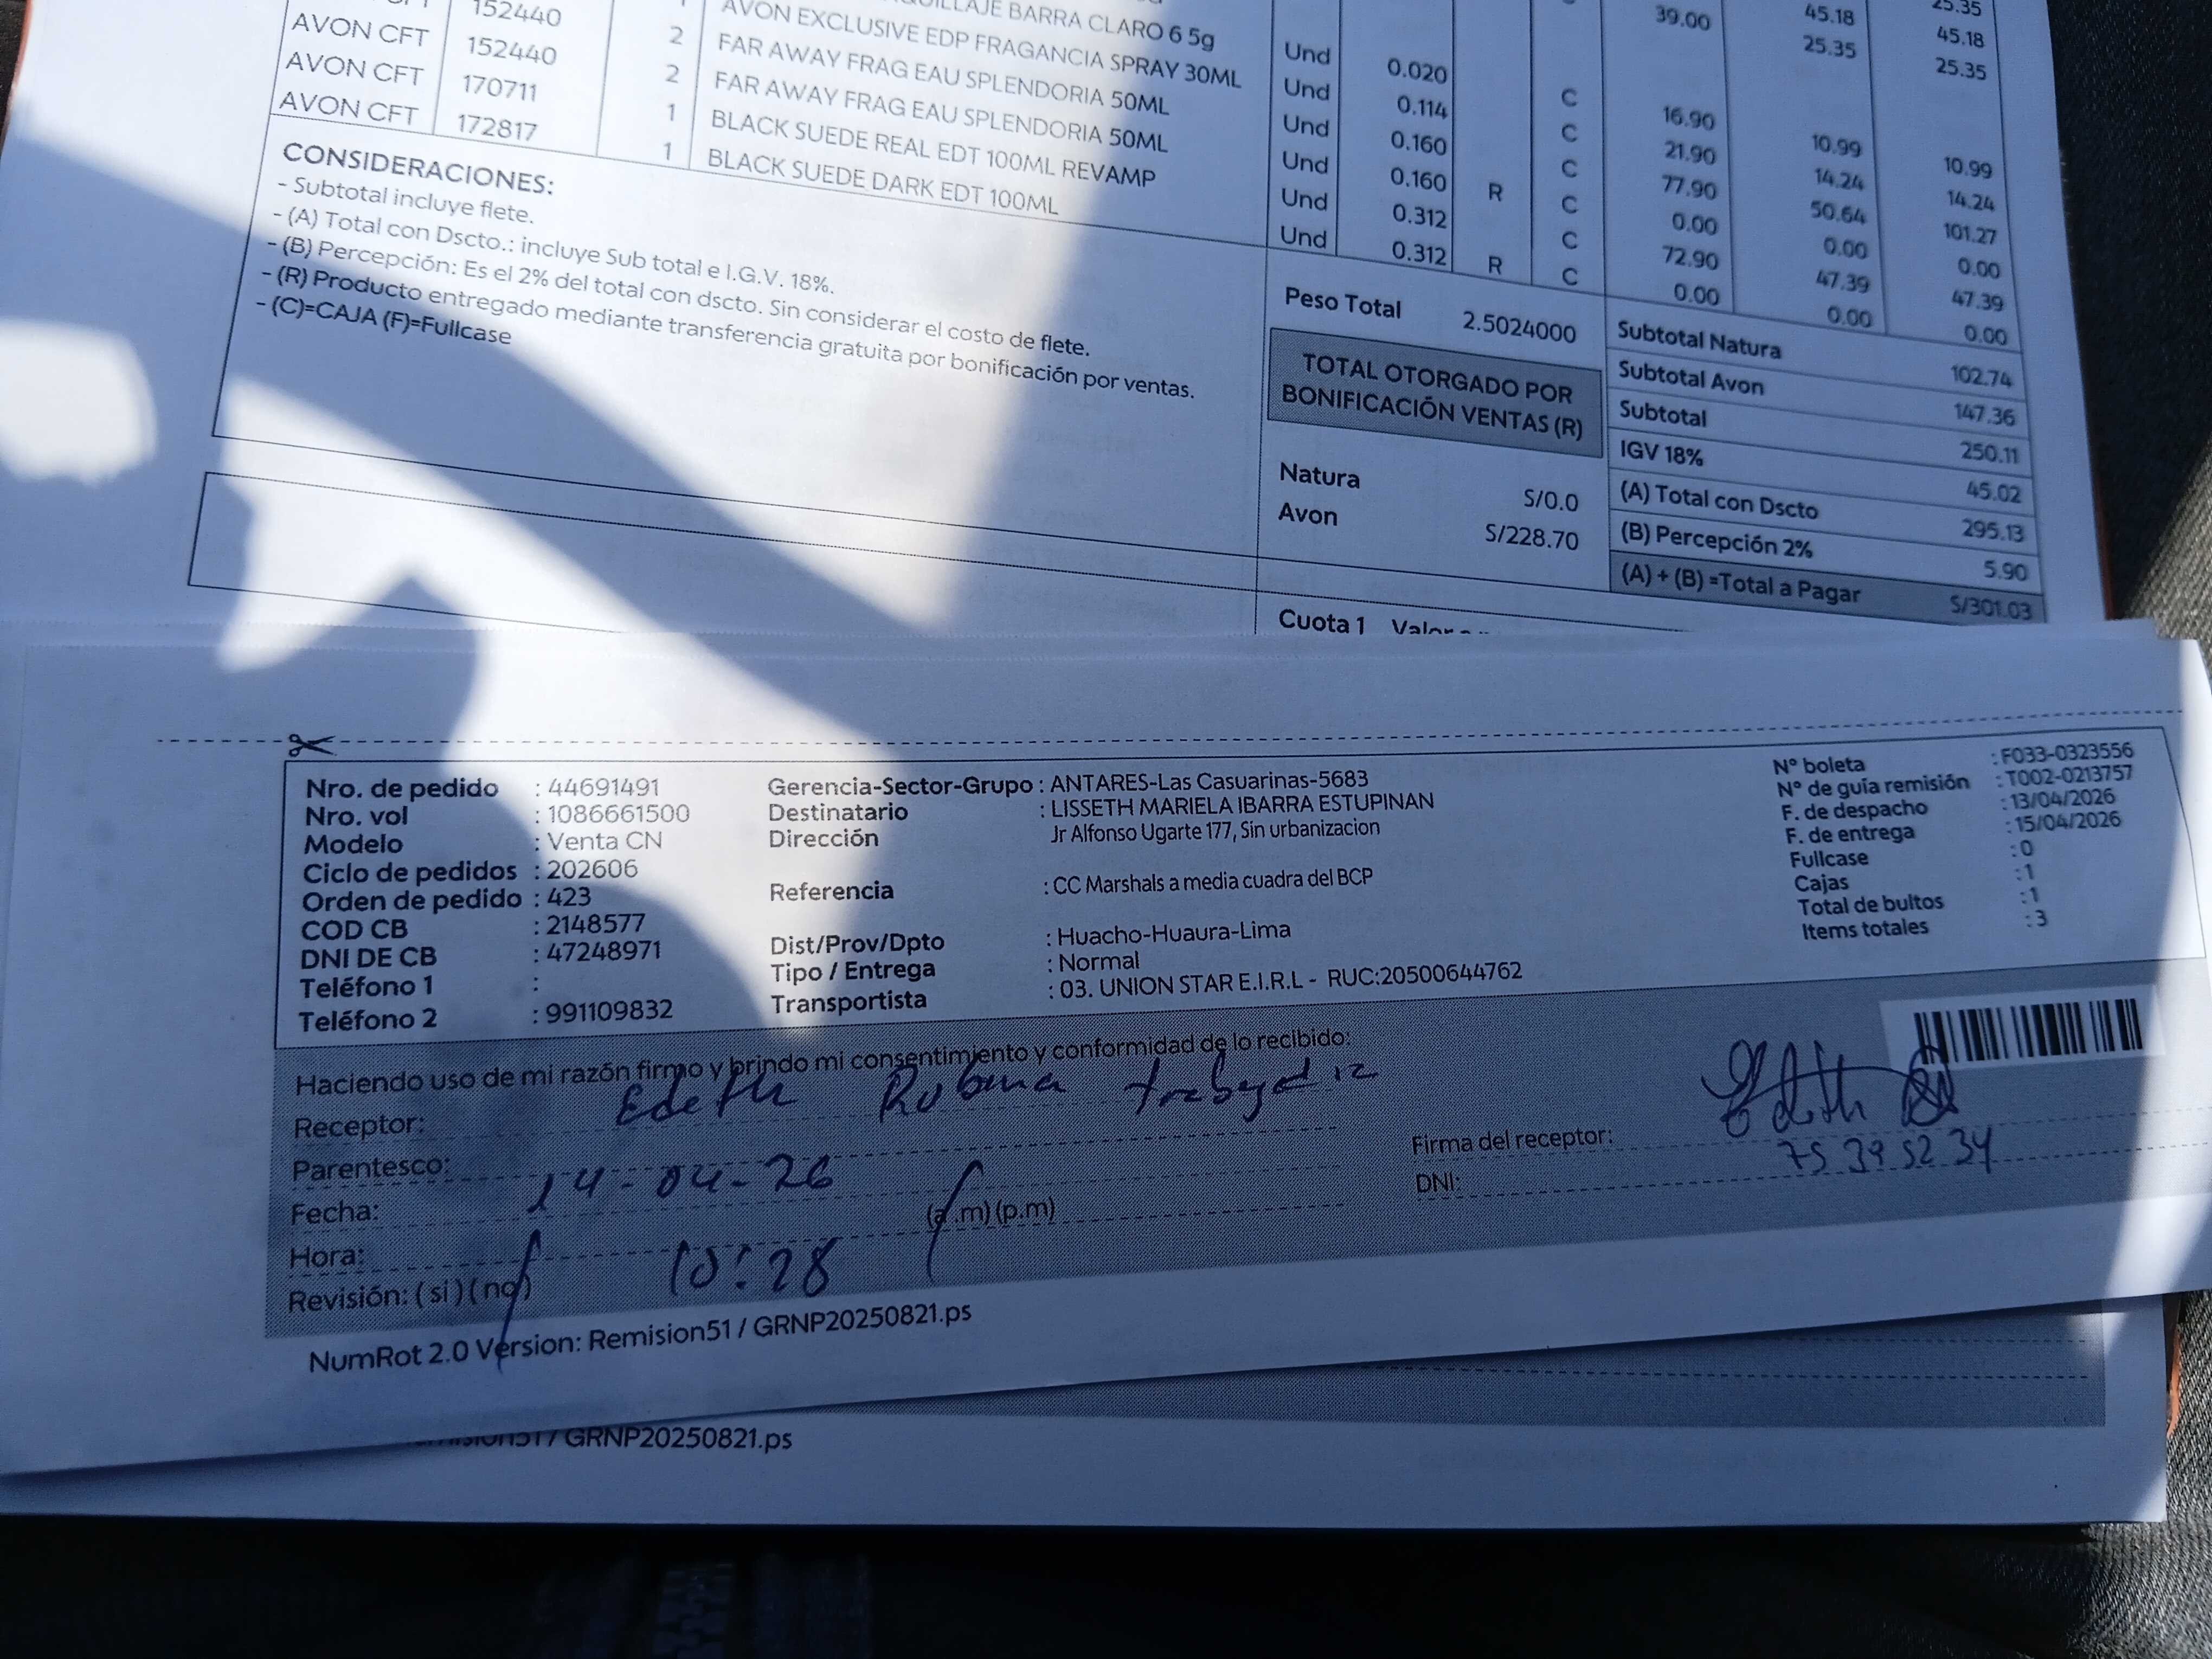 MAQUILLAJE BARRA CLARO 6 5g
39.00 45.18 45.18
25.35 25.35
AVON CFT 152440 AVON EXCLUSIVE EDP FRAGANCIA SPRAY 30ML Und 0.020 C 16.90 10.99 10.99
AVON CFT 152440 2 FAR AWAY FRAG EAU SPLENDORIA 50ML Und 0.114 C 21.90 14.24 14.24
AVON CFT 170711 2 FAR AWAY FRAG EAU SPLENDORIA 50ML Und 0.160 C 77.90 50.64 101.27
AVON CFT 172817 1 BLACK SUEDE REAL EDT 100ML REVAMP Und 0.160 R C 0.00 0.00 0.00
1 BLACK SUEDE DARK EDT 100ML Und 0.312 C 72.90 47.39 47.39
Und 0.312 R C 0.00 0.00 0.00
CONSIDERACIONES:
- Subtotal incluye flete.
- (A) Total con Dscto.: incluye Sub total e I.G.V. 18%.
- (B) Percepción: Es el 2% del total con dscto. Sin considerar el costo de flete.
- (R) Producto entregado mediante transferencia gratuita por bonificación por ventas.
- (C)=CAJA (F)=Fullcase
Peso Total 2.5024000
TOTAL OTORGADO POR
BONIFICACIÓN VENTAS (R)
Natura S/0.0
Avon S/228.70
Subtotal Natura 102.74
Subtotal Avon 147.36
Subtotal 250.11
IGV 18% 45.02
(A) Total con Dscto 295.13
(B) Percepción 2% 5.90
(A) + (B) =Total a Pagar S/301.03
Cuota 1
Nro. de pedido : 44691491
Nro. vol : 1086661500
Modelo : Venta CN
Ciclo de pedidos : 202606
Orden de pedido : 423
COD CB : 2148577
DNI DE CB : 47248971
Teléfono 1 :
Teléfono 2 : 991109832
Gerencia-Sector-Grupo : ANTARES-Las Casuarinas-5683
Destinatario : LISSETH MARIELA IBARRA ESTUPINAN
Dirección Jr Alfonso Ugarte 177, Sin urbanizacion
Referencia : CC Marshals a media cuadra del BCP
Dist/Prov/Dpto : Huacho-Huaura-Lima
Tipo / Entrega : Normal
Transportista : 03. UNION STAR E.I.R.L - RUC:20500644762
N° boleta : F033-0323556
N° de guía remisión : T002-0213757
F. de despacho : 13/04/2026
F. de entrega : 15/04/2026
Fullcase : 0
Cajas : 1
Total de bultos : 1
Items totales : 3
Haciendo uso de mi razón firmo y brindo mi consentimiento y conformidad de lo recibido:
Receptor: Edeth
Parentesco:
Fecha: 14-04-26
Hora: 10:28 (a.m) (p.m)
Revisión: ( si ) ( no )
Firma del receptor: Edith
DNI: 75 39 52 34
NumRot 2.0 Version: Remision51 / GRNP20250821.ps
GRNP20250821.ps